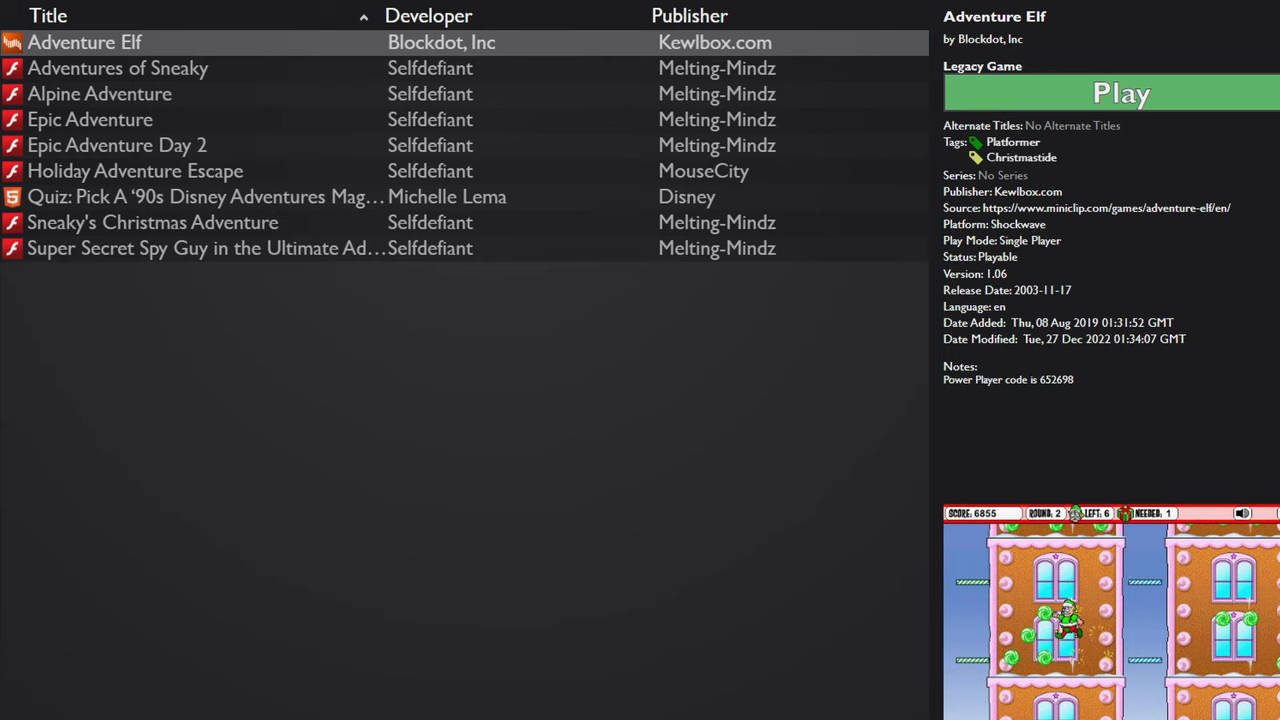 Title Developer Publisher
Adventure Elf Blockdot, Inc Kewlbox.com
Adventures of Sneaky Selfdefiant Melting-Mindz
Alpine Adventure Selfdefiant Melting-Mindz
Epic Adventure Selfdefiant Melting-Mindz
Epic Adventure Day 2 Selfdefiant Melting-Mindz
Holiday Adventure Escape Selfdefiant MouseCity
Quiz: Pick A ‘90s Disney Adventures Mag… Michelle Lema Disney
Sneaky's Christmas Adventure Selfdefiant Melting-Mindz
Super Secret Spy Guy in the Ultimate Ad… Selfdefiant Melting-Mindz
Adventure Elf
by Blockdot, Inc
Legacy Game
Play
Alternate Titles: No Alternate Titles
Tags: Platformer
Christmastide
Series: No Series
Publisher: Kewlbox.com
Source: https://www.miniclip.com/games/adventure-elf/en/
Platform: Shockwave
Play Mode: Single Player
Status: Playable
Version: 1.06
Release Date: 2003-11-17
Language: en
Date Added: Thu, 08 Aug 2019 01:31:52 GMT
Date Modified: Tue, 27 Dec 2022 01:34:07 GMT
Notes:
Power Player code is 652698
SCORE: 6855 ROUND: 2 LEFT: 6 NEEDED: 1